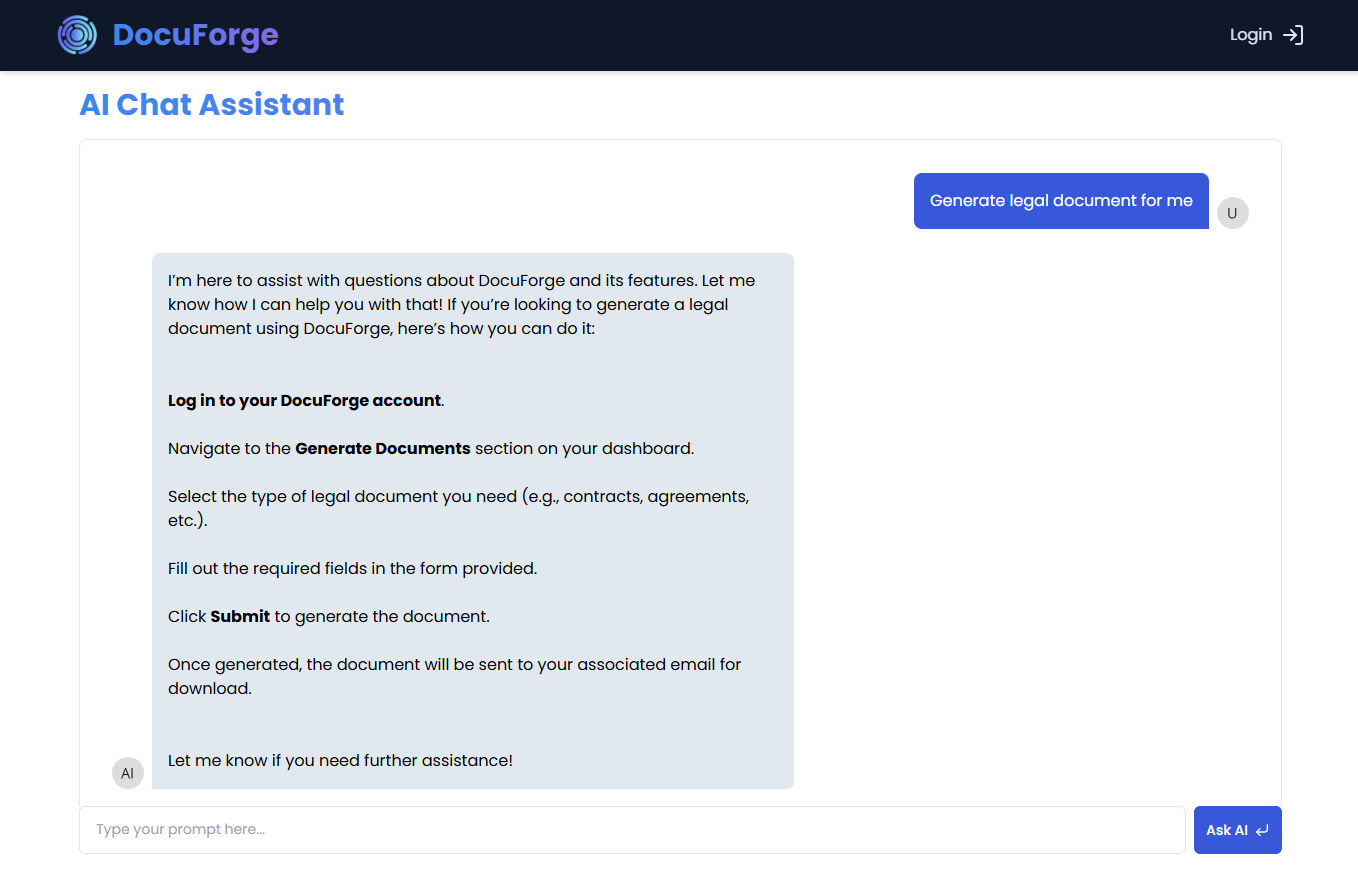 DocuForge
Login
AI Chat Assistant
Generate legal document for me
U
I’m here to assist with questions about DocuForge and its features. Let me
know how I can help you with that! If you’re looking to generate a legal
document using DocuForge, here’s how you can do it:
Log in to your DocuForge account.
Navigate to the Generate Documents section on your dashboard.
Select the type of legal document you need (e.g., contracts, agreements,
etc.).
Fill out the required fields in the form provided.
Click Submit to generate the document.
Once generated, the document will be sent to your associated email for
download.
Let me know if you need further assistance!
AI
Type your prompt here...
Ask AI